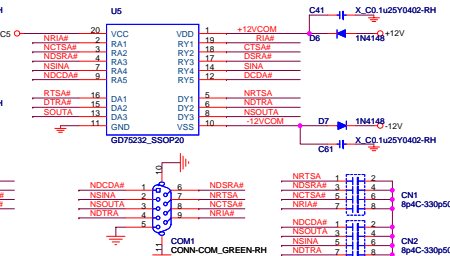 U5
C41 X_C0.1u25Y0402-RH
C5 20 VCC VDD 1 +12VCOM D6 1N4148 +12V
NRIA# 2 RA1 RY1 19 RIA#
NCTSA# 3 RA2 RY2 18 CTSA#
NDSRA# 4 RA3 RY3 17 DSRA#
NSINA 7 RA4 RY4 14 SINA
NDCDA# 9 RA5 RY5 12 DCDA#
RTSA# 16 DA1 DY1 5 NRTSA
DTRA# 15 DA2 DY2 6 NDTRA
SOUTA 13 DA3 DY3 8 NSOUTA
11 GND VSS 10 -12VCOM D7 1N4148 -12V
GD75232_SSOP20
C61 X_C0.1u25Y0402-RH
10
NDCDA# 1 6 NDSRA#
NSINA 2 7 NRTSA
NSOUTA 3 8 NCTSA#
NDTRA 4 9 NRIA#
5
11
COM1
CONN-COM_GREEN-RH
NRTSA 1 2
NDSRA# 3 4 CN1
NCTSA# 5 6 8p4C-330p50
NRIA# 7 8
NDCDA# 1 2
NSOUTA 3 4 CN2
NSINA 5 6 8p4C-330p50
NDTRA 7 8